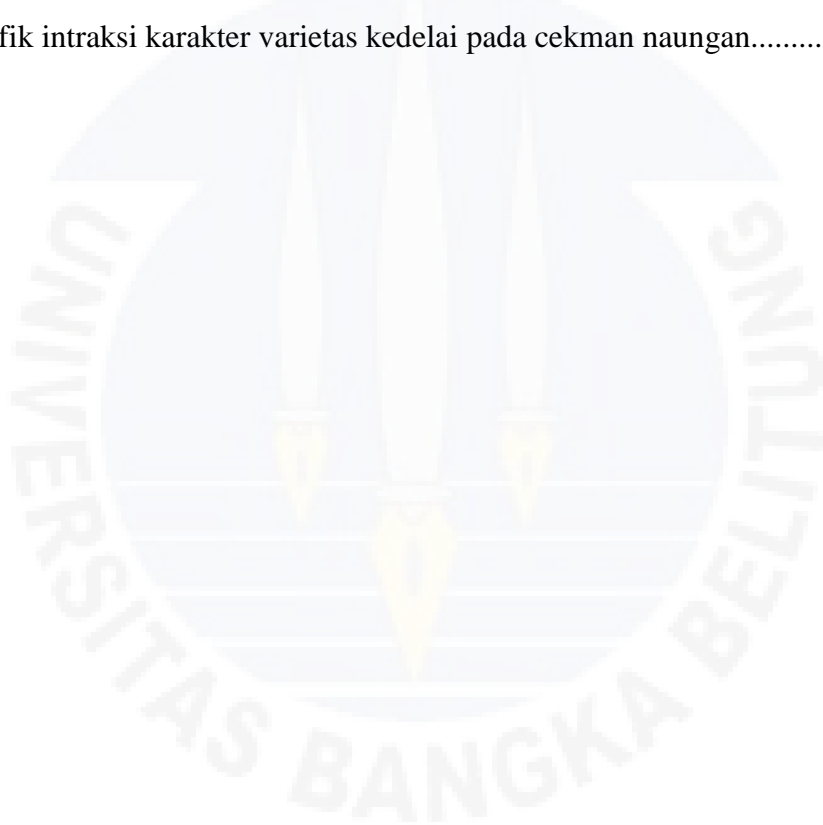 fik intraksi karakter varietas kedelai pada cekman naungan.........
UNIVERSITAS BANGKA BELITUNG